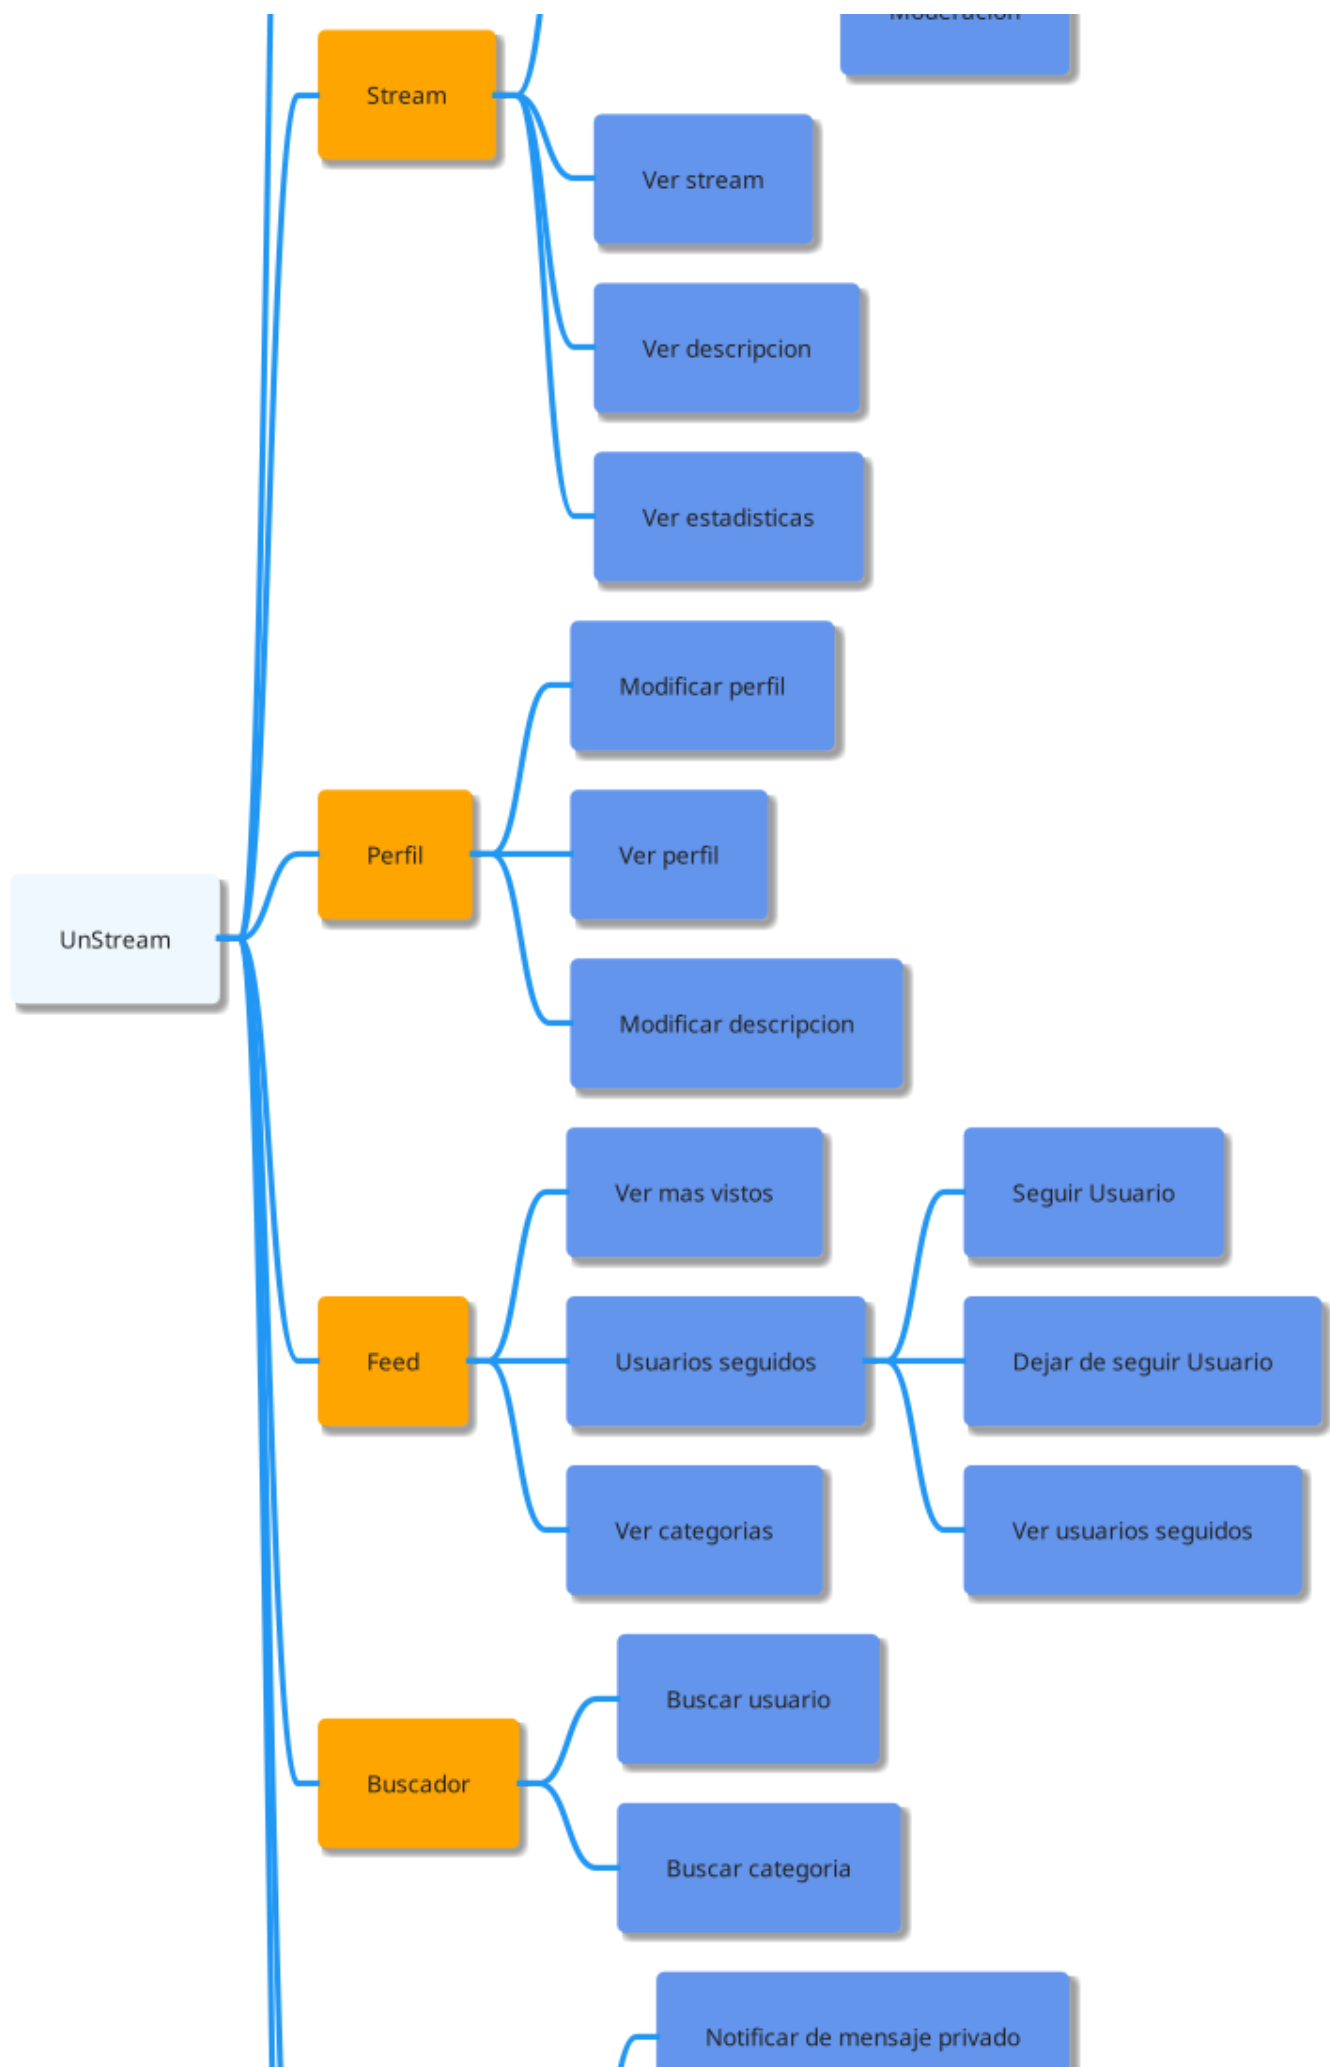 Moderacion
Stream
Ver stream
Ver descripcion
Ver estadisticas
Modificar perfil
Perfil
Ver perfil
UnStream
Modificar descripcion
Ver mas vistos
Seguir Usuario
Feed
Usuarios seguidos
Dejar de seguir Usuario
Ver categorias
Ver usuarios seguidos
Buscar usuario
Buscador
Buscar categoria
Notificar de mensaje privado